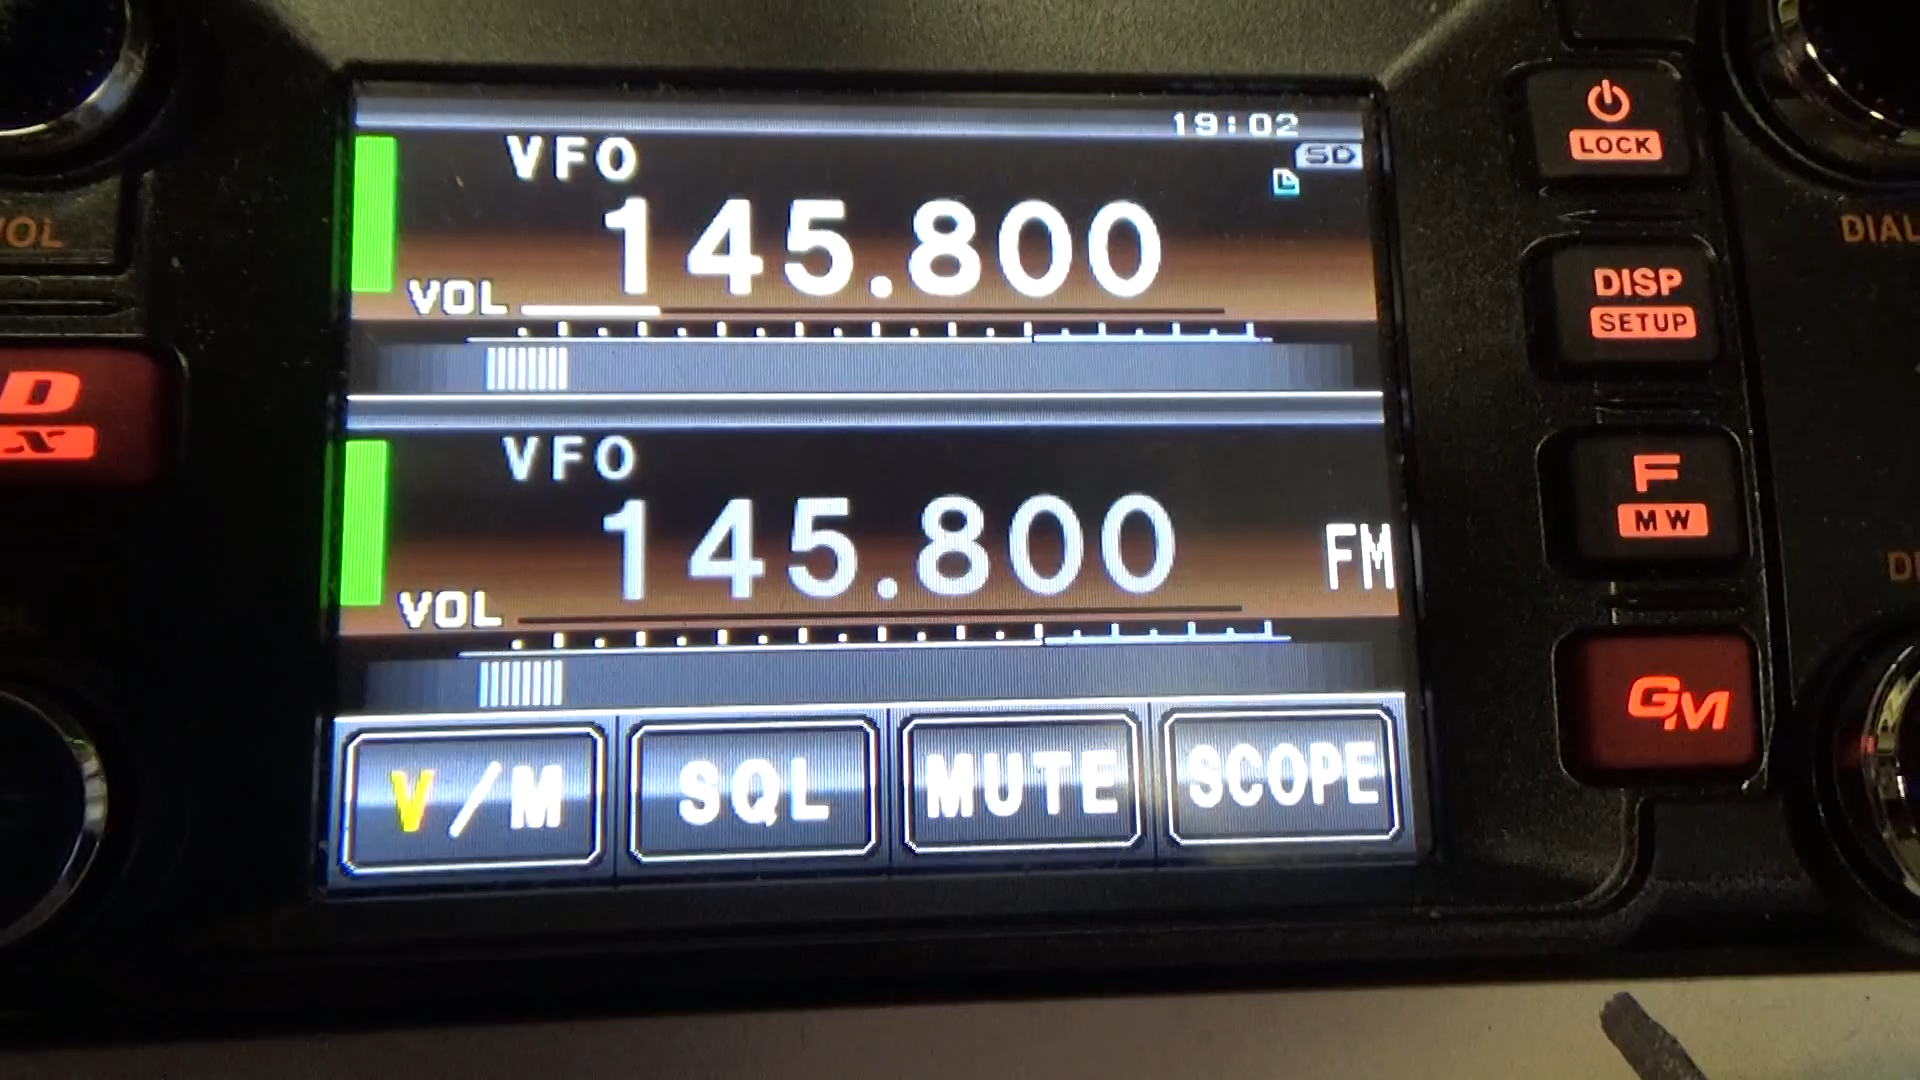 19:02
VFO
SD
145.800
VOL
VFO
145.800
FM
VOL
V/M
SQL
MUTE
SCOPE
VOL
D
X
LOCK
DISP
SETUP
F
MW
GM
DIAL